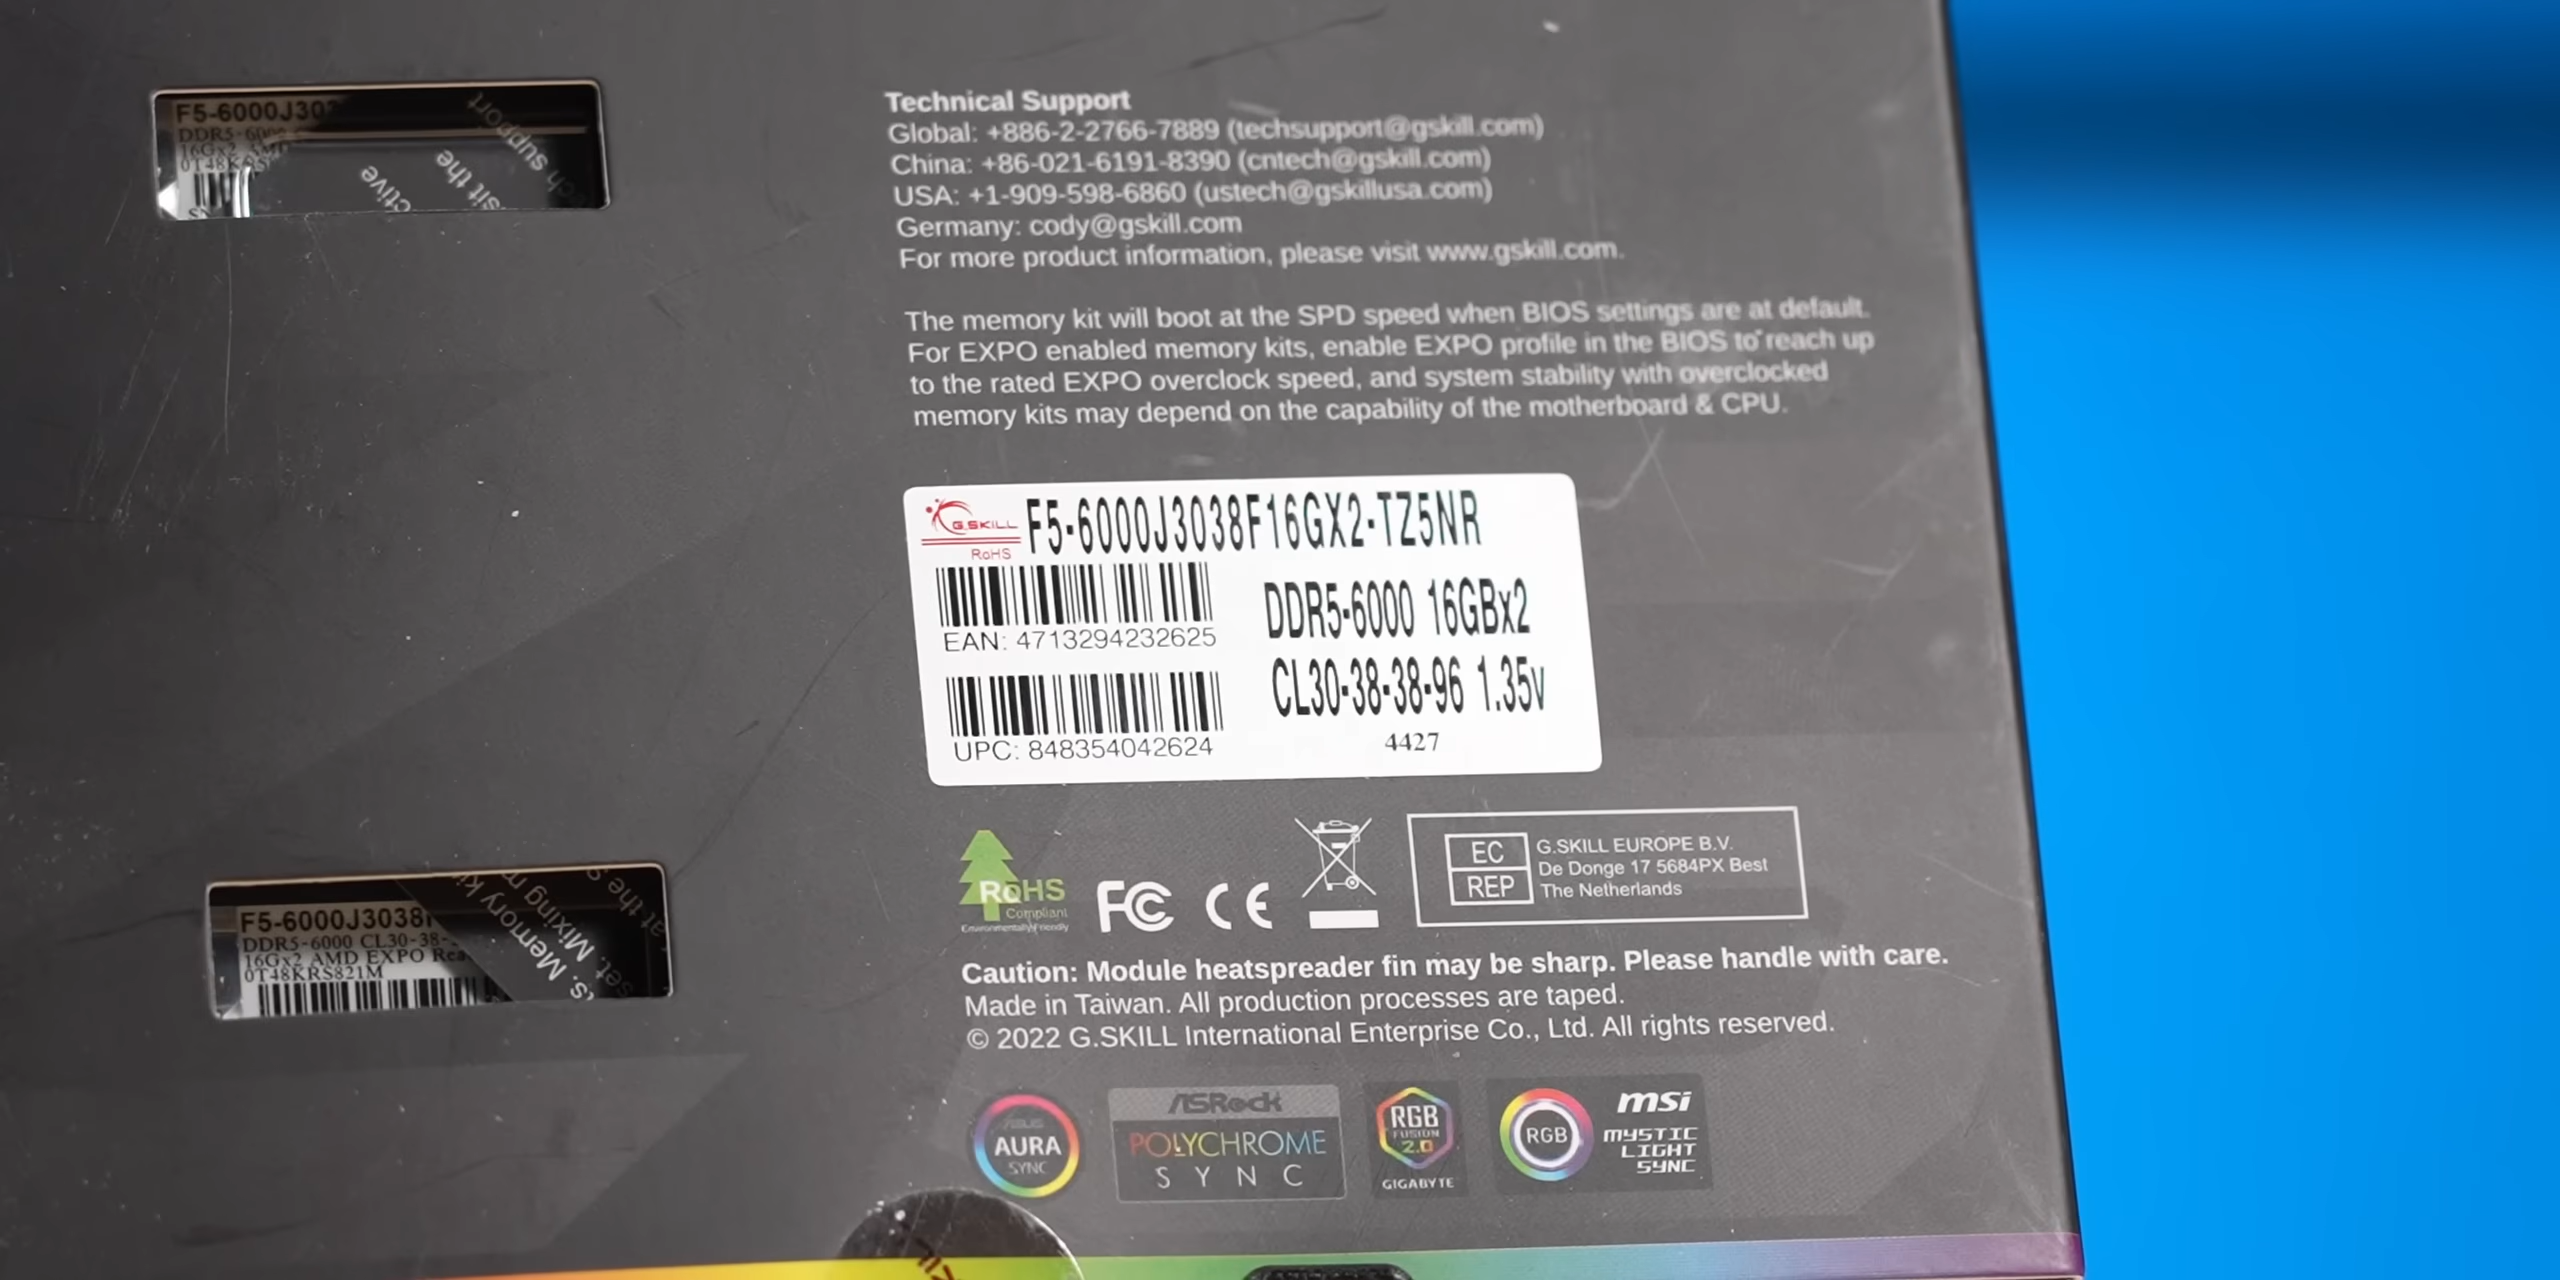 F5-6000J30
DDR5-6000
16Gx2
Technical Support
Global: +886-2-2766-7889 (techsupport@gskill.com)
China: +86-021-6191-8390 (cntech@gskill.com)
USA: +1-909-598-6860 (ustech@gskillusa.com)
Germany: cody@gskill.com
For more product information, please visit www.gskill.com.
The memory kit will boot at the SPD speed when BIOS settings are at default.
For EXPO enabled memory kits, enable EXPO profile in the BIOS to reach up
to the rated EXPO overclock speed, and system stability with overclocked
memory kits may depend on the capability of the motherboard & CPU.
G.SKILL
RoHS
F5-6000J3038F16GX2-TZ5NR
EAN: 4713294232625
DDR5-6000 16GBx2
CL30-38-38-96 1.35v
UPC: 848354042624
4427
F5-6000J3038
DDR5-6000 CL30-38-
16Gx2 AMD EXPO Rea
0T48KRS821M
s. Memory ki
set. Mixing m
at the s
RoHS
Compliant
Environmentally Friendly
FC CE
EC
REP
G.SKILL EUROPE B.V.
De Donge 17 5684PX Best
The Netherlands
Caution: Module heatspreader fin may be sharp. Please handle with care.
Made in Taiwan. All production processes are taped.
© 2022 G.SKILL International Enterprise Co., Ltd. All rights reserved.
ASUS
AURA
SYNC
ASRock
POLYCHROME
SYNC
RGB
FUSION
2.0
GIGABYTE
RGB
msi
MYSTIC
LIGHT
SYNC